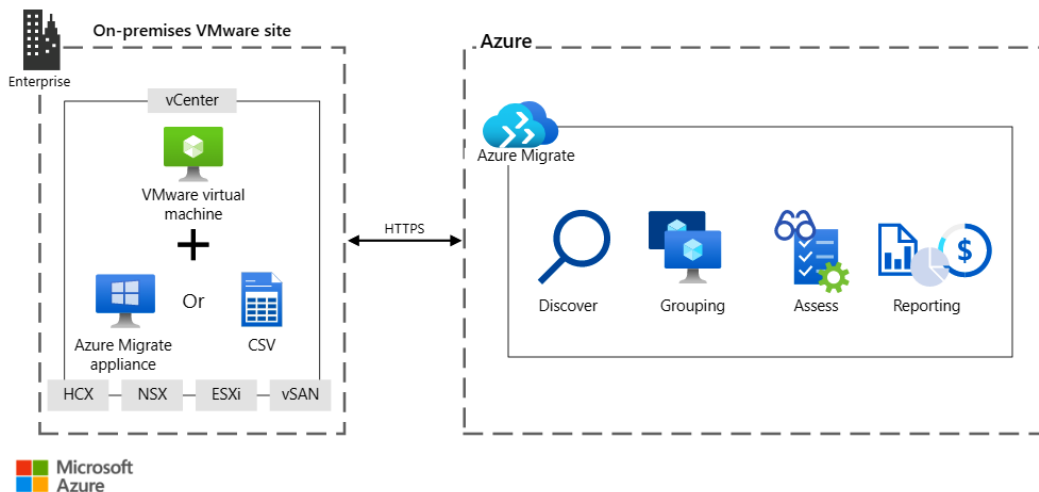 On-premises VMware site
Enterprise
vCenter
VMware virtual
machine
Or
Azure Migrate
appliance
CSV
HCX
NSX
ESXi
vSAN
HTTPS
Azure
Azure Migrate
Discover
Grouping
Assess
$
Reporting
Microsoft
Azure